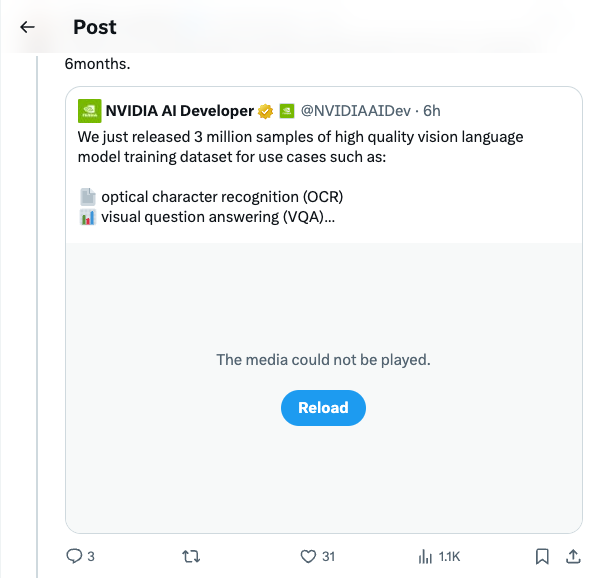 Post
6months.
NVIDIA AI Developer @NVIDIAAIDev · 6h
We just released 3 million samples of high quality vision language
model training dataset for use cases such as:
optical character recognition (OCR)
visual question answering (VQA)...
The media could not be played.
Reload
3 31 1.1K